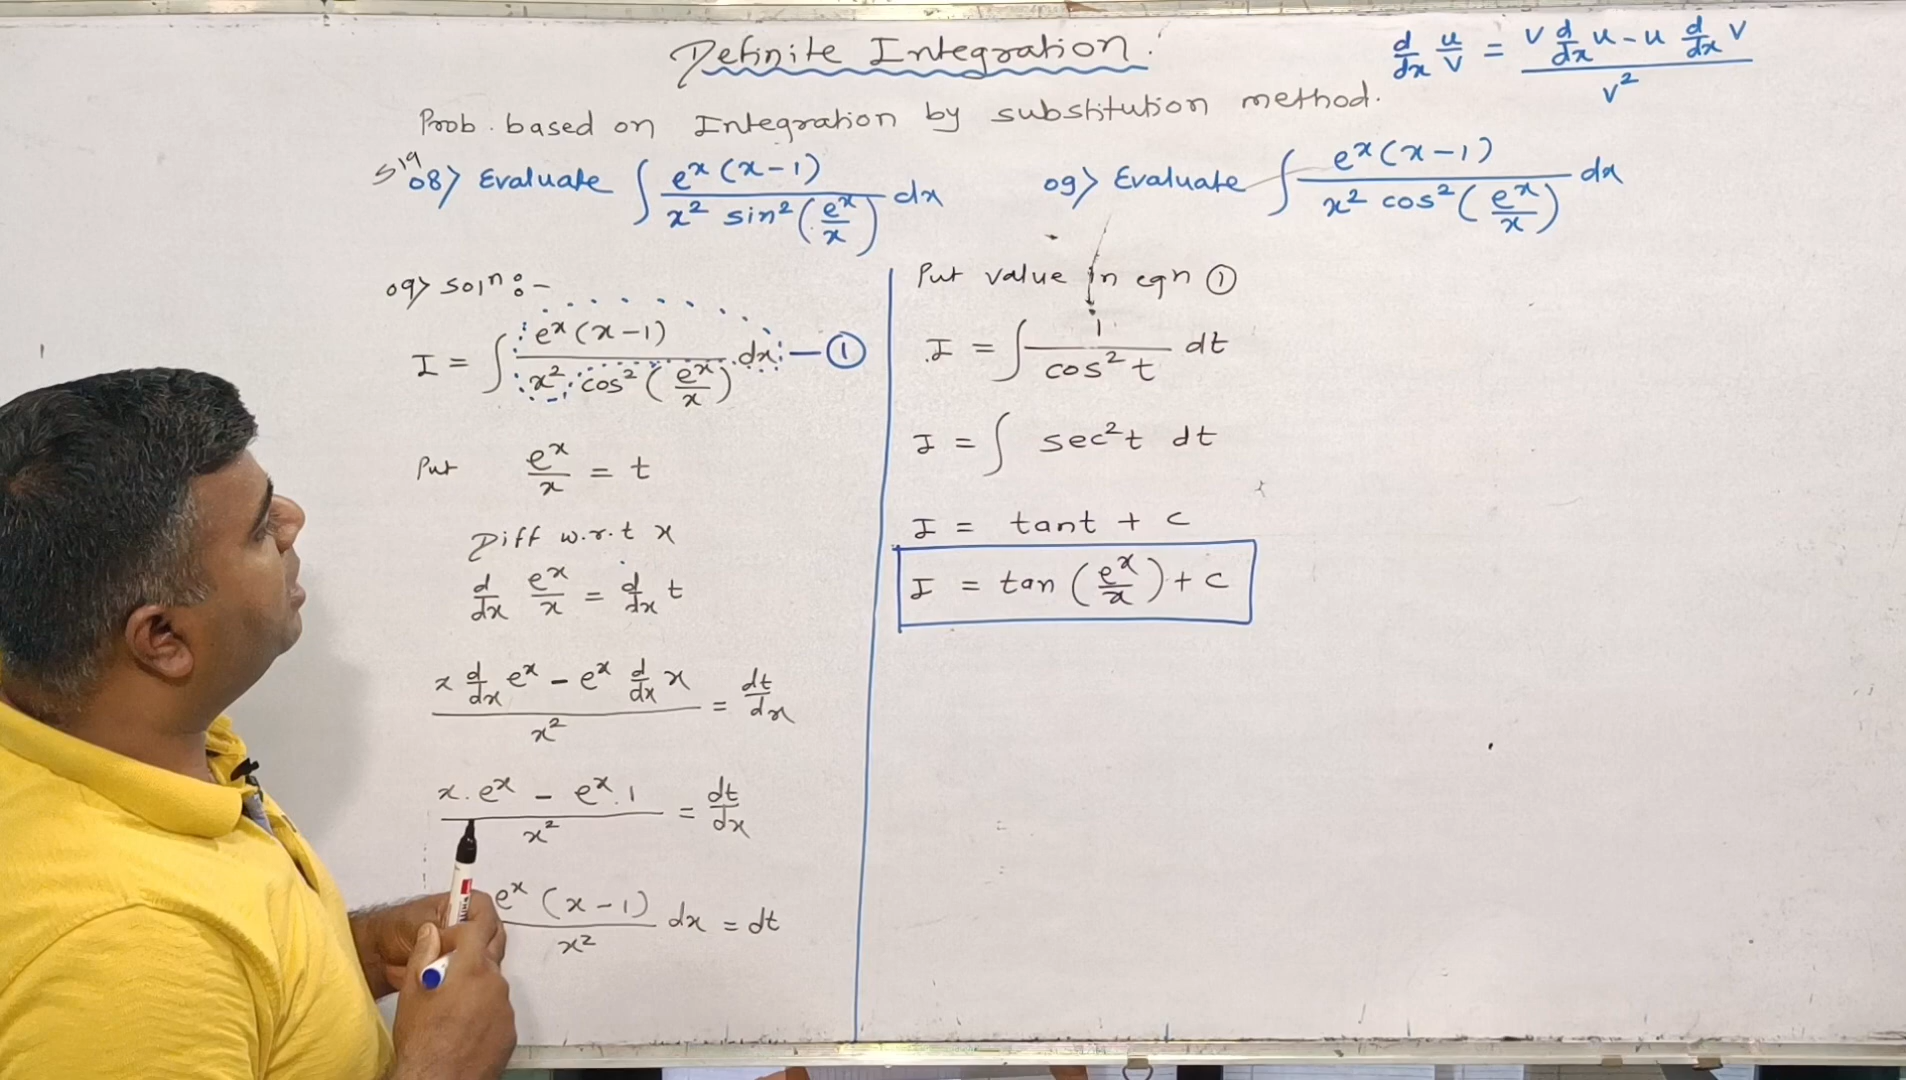 Definite Integration.
d/dx u/v = (v d/dx u - u d/dx v) / v²
Prob. based on Integration by substitution method.
S19
08> Evaluate ∫ eˣ(x-1) / (x² sin²(eˣ/x)) dx
09> Evaluate ∫ eˣ(x-1) / (x² cos²(eˣ/x)) dx
09> Solⁿ :-
I = ∫ eˣ(x-1) / (x² cos²(eˣ/x)) dx — ①
Put eˣ/x = t
Diff w.r.t x
d/dx eˣ/x = d/dx t
(x d/dx eˣ - eˣ d/dx x) / x² = dt/dx
(x.eˣ - eˣ.1) / x² = dt/dx
eˣ(x-1) / x² dx = dt
Put value in eqn ①
I = ∫ 1 / cos²t dt
I = ∫ sec²t dt
I = tant + c
I = tan(eˣ/x) + c